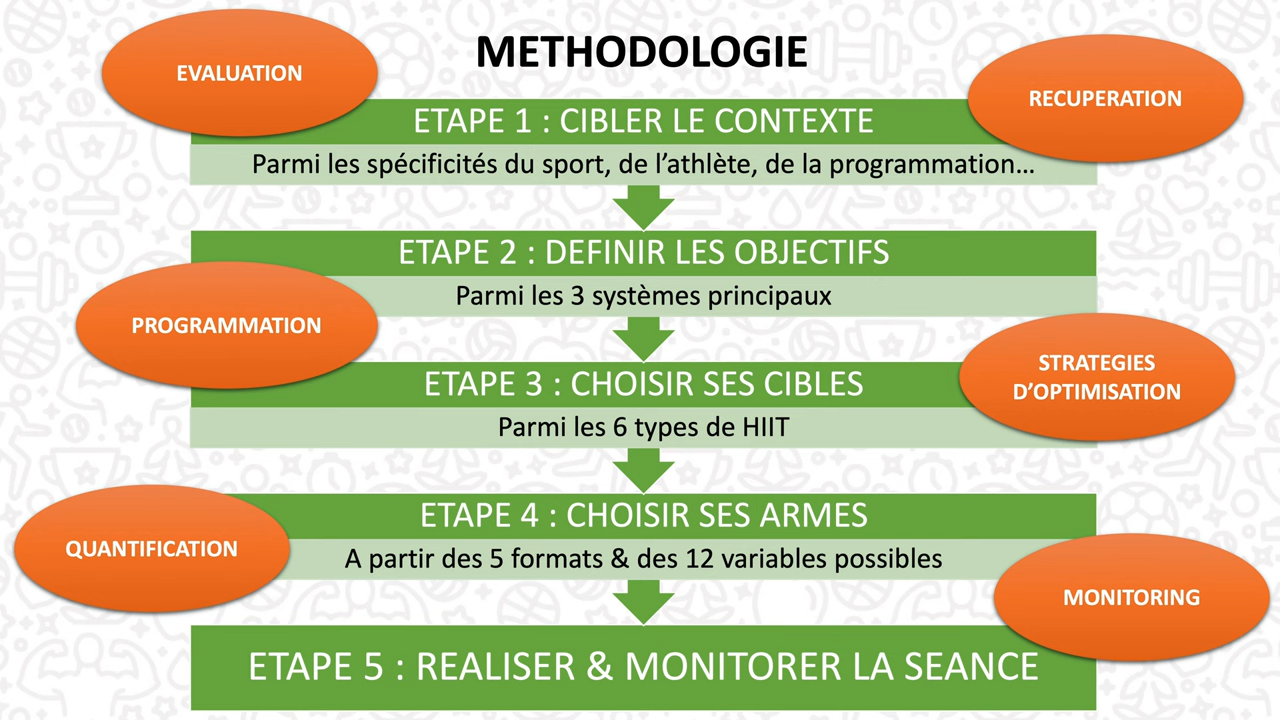 METHODOLOGIE
EVALUATION
RECUPERATION
ETAPE 1 : CIBLER LE CONTEXTE
Parmi les spécificités du sport, de l’athlète, de la programmation…
ETAPE 2 : DEFINIR LES OBJECTIFS
Parmi les 3 systèmes principaux
PROGRAMMATION
STRATEGIES
D’OPTIMISATION
ETAPE 3 : CHOISIR SES CIBLES
Parmi les 6 types de HIIT
ETAPE 4 : CHOISIR SES ARMES
A partir des 5 formats & des 12 variables possibles
QUANTIFICATION
MONITORING
ETAPE 5 : REALISER & MONITORER LA SEANCE